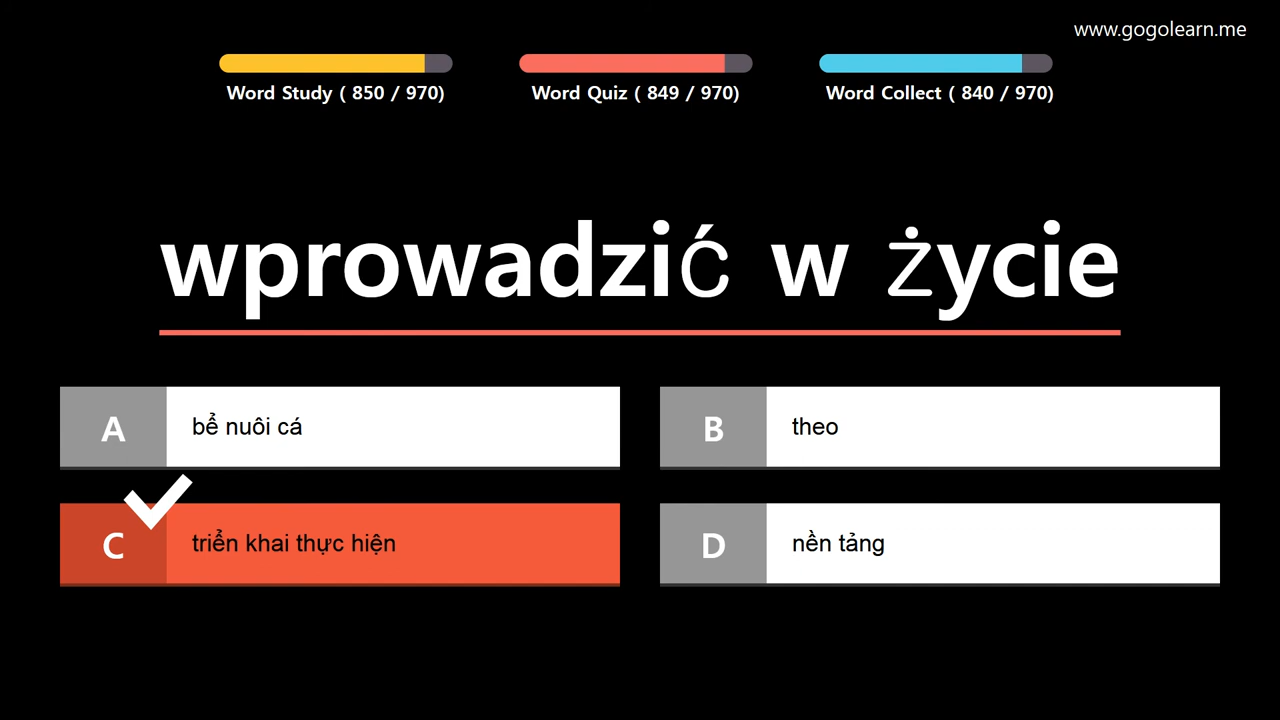 www.gogolearn.me
Word Study ( 850 / 970)
Word Quiz ( 849 / 970)
Word Collect ( 840 / 970)
wprowadzić w życie
A
bể nuôi cá
B
theo
C
triển khai thực hiện
D
nền tảng